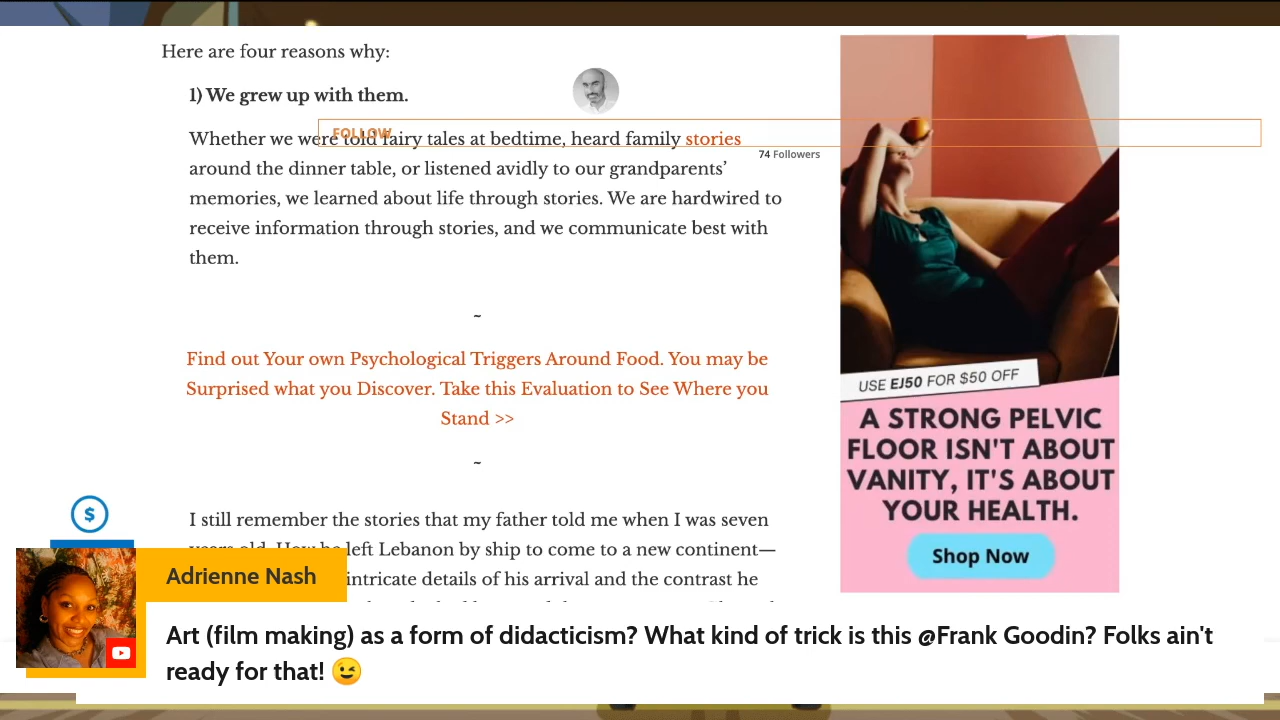 Here are four reasons why:
1) We grew up with them.
FOLLOW
Whether we were told fairy tales at bedtime, heard family stories
74 Followers
around the dinner table, or listened avidly to our grandparents’
memories, we learned about life through stories. We are hardwired to
receive information through stories, and we communicate best with
them.
~
Find out Your own Psychological Triggers Around Food. You may be
Surprised what you Discover. Take this Evaluation to See Where you
Stand >>
~
I still remember the stories that my father told me when I was seven
years old. How he left Lebanon by ship to come to a new continent—
intricate details of his arrival and the contrast he
USE EJ50 FOR $50 OFF
A STRONG PELVIC
FLOOR ISN'T ABOUT
VANITY, IT'S ABOUT
YOUR HEALTH.
Shop Now
$
Adrienne Nash
Art (film making) as a form of didacticism? What kind of trick is this @Frank Goodin? Folks ain't
ready for that! 😉